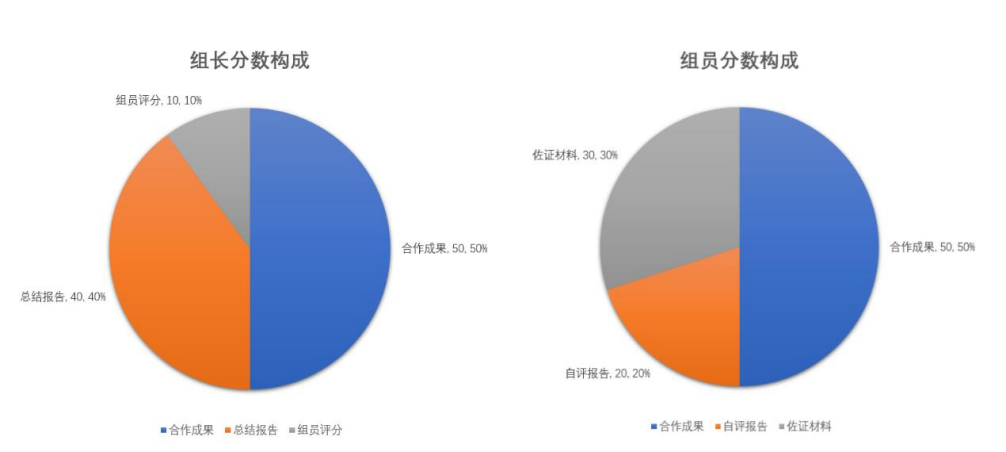 组长分数构成
组员评分, 10, 10%
合作成果, 50, 50%
总结报告, 40, 40%
合作成果 总结报告 组员评分
组员分数构成
佐证材料, 30, 30%
合作成果, 50, 50%
自评报告, 20, 20%
合作成果 自评报告 佐证材料